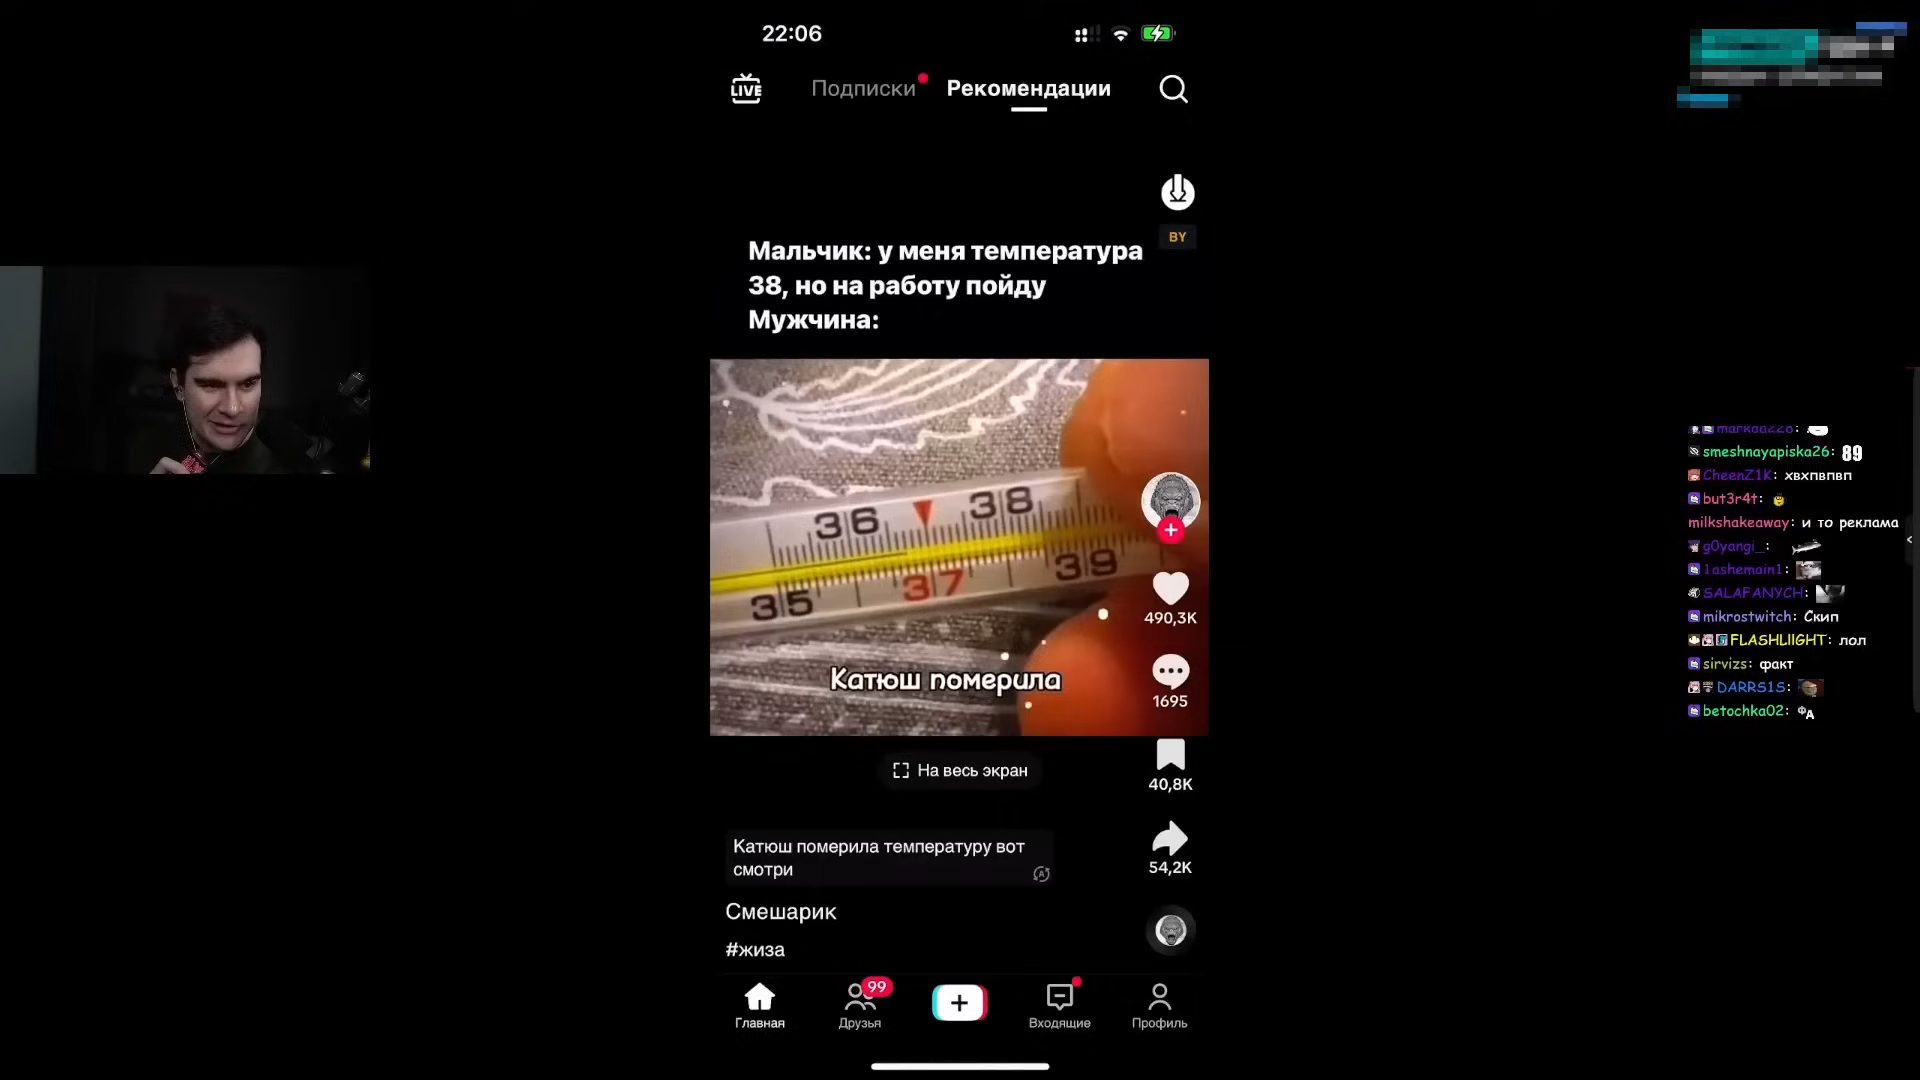 22:06
LIVE
Подписки
Рекомендации
BY
Мальчик: у меня температура
38, но на работу пойду
Мужчина:
36 38
35 37 39
Катюш померила
490,3K
1695
На весь экран
40,8K
Катюш померила температуру вот
смотри
54,2K
Смешарик
#жиза
99
Главная
Друзья
Входящие
Профиль
smeshnayapiska26: 89
CheenZ1K: хвхпвпвп
but3r4t:
milkshakeaway: и то реклама
g0yangi_:
1ashemain1:
SALAFANYCH:
mikrostwitch: Скип
FLASHLIIGHT: лол
sirvizs: факт
DARRS1S:
betochka02: ФА